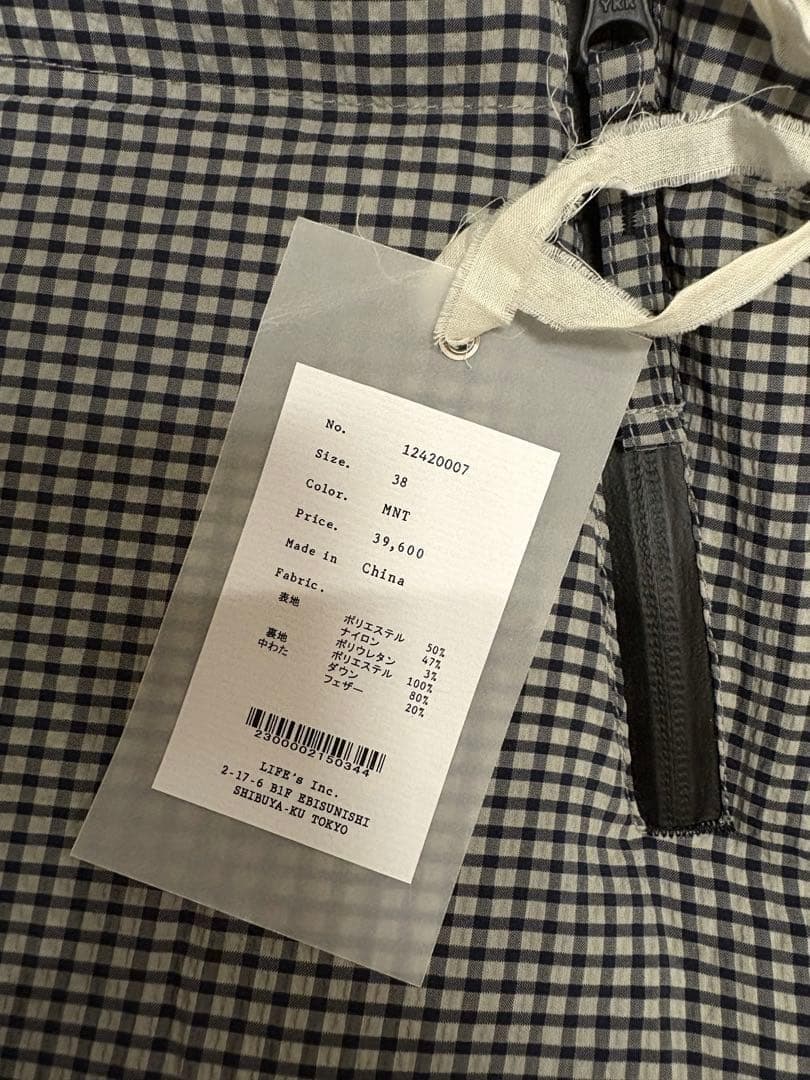 YKK
No. 12420007
Size. 38
Color. MNT
Price. 39,600
Made in China
Fabric.
表地 ポリエステル 50%
ナイロン 47%
ポリウレタン 3%
裏地 ポリエステル 100%
中わた ダウン 80%
フェザー 20%
2300002150344
LIFE's Inc.
2-17-6 B1F EBISUNISHI
SHIBUYA-KU TOKYO